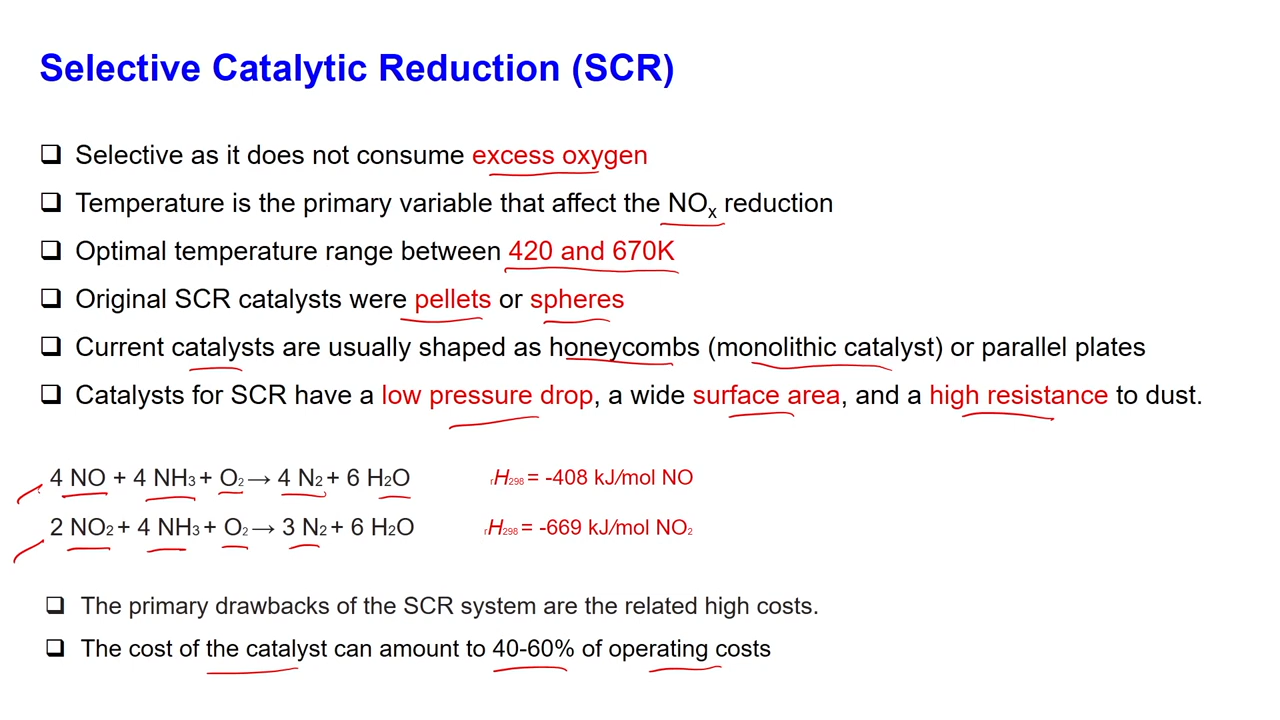 Selective Catalytic Reduction (SCR)
❑ Selective as it does not consume excess oxygen
❑ Temperature is the primary variable that affect the NOₓ reduction
❑ Optimal temperature range between 420 and 670K
❑ Original SCR catalysts were pellets or spheres
❑ Current catalysts are usually shaped as honeycombs (monolithic catalyst) or parallel plates
❑ Catalysts for SCR have a low pressure drop, a wide surface area, and a high resistance to dust.
4 NO + 4 NH₃ + O₂ → 4 N₂ + 6 H₂O ᵣH₂₉₈ = -408 kJ/mol NO
2 NO₂ + 4 NH₃ + O₂ → 3 N₂ + 6 H₂O ᵣH₂₉₈ = -669 kJ/mol NO₂
❑ The primary drawbacks of the SCR system are the related high costs.
❑ The cost of the catalyst can amount to 40-60% of operating costs